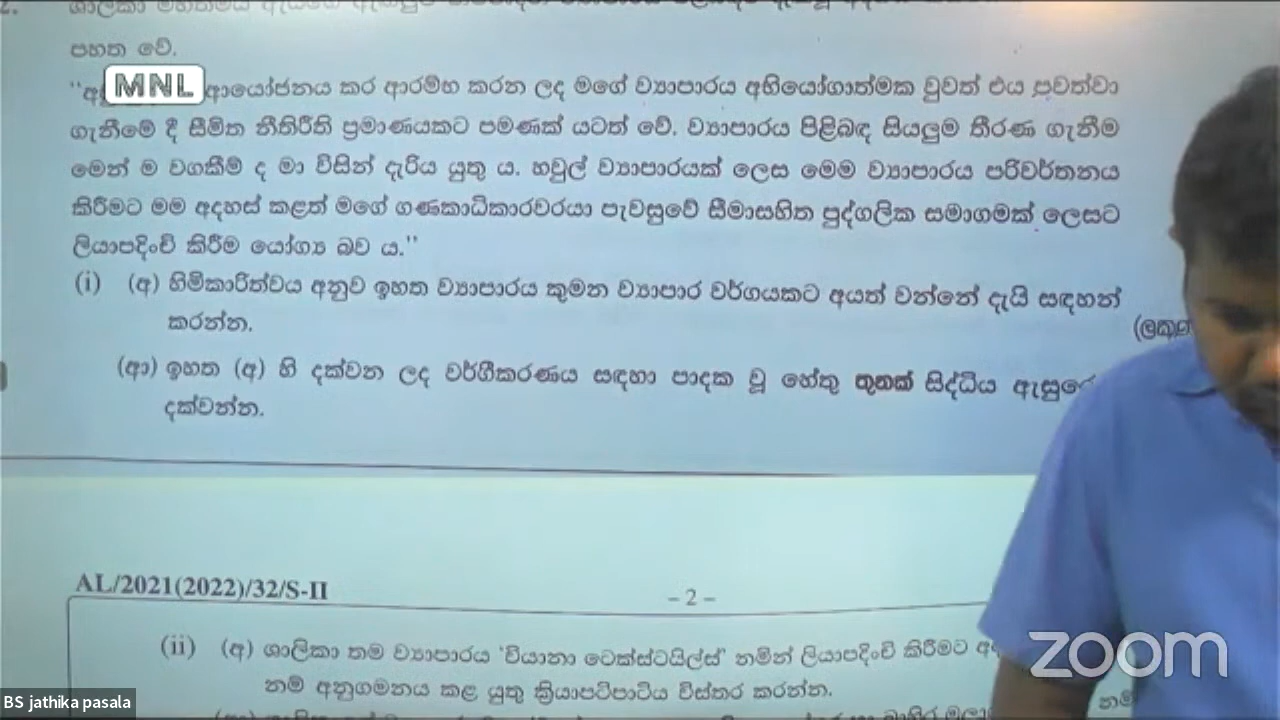 ශාලිකා
පහත වේ.
MNL
ආයෝජනය කර ආරම්භ කරන ලද මගේ ව්‍යාපාරය අභියෝගාත්මක වුවත් එය පවත්වා
ගැනීමේ දී සීමිත නීතිරීති ප්‍රමාණයකට පමණක් යටත් වේ. ව්‍යාපාරය පිළිබඳ සියලුම තීරණ ගැනීම
මෙන් ම වගකීම් ද මා විසින් දැරිය යුතු ය. හවුල් ව්‍යාපාරයක් ලෙස මෙම ව්‍යාපාරය පරිවර්තනය
කිරීමට මම අදහස් කළත් මගේ ගණකාධිකාරවරයා පැවසුවේ සීමාසහිත පුද්ගලික සමාගමක් ලෙසට
ලියාපදිංචි කිරීම යෝග්‍ය බව ය.''
(i) (අ) හිමිකාරිත්වය අනුව ඉහත ව්‍යාපාරය කුමන ව්‍යාපාර වර්ගයකට අයත් වන්නේ දැයි සඳහන්
කරන්න.
(ආ) ඉහත (අ) හි දක්වන ලද වර්ගීකරණය සඳහා පාදක වූ හේතු තුනක් සිද්ධිය
දක්වන්න.
AL/2021(2022)/32/S-II
– 2 –
(ii) (අ) ශාලිකා තම ව්‍යාපාරය 'වියානා ටෙක්ස්ටයිල්ස්' නමින් ලියාපදිංචි කිරීමට
නම් අනුගමනය කළ යුතු ක්‍රියාපටිපාටිය විස්තර කරන්න.
zoom
BS jathika pasala